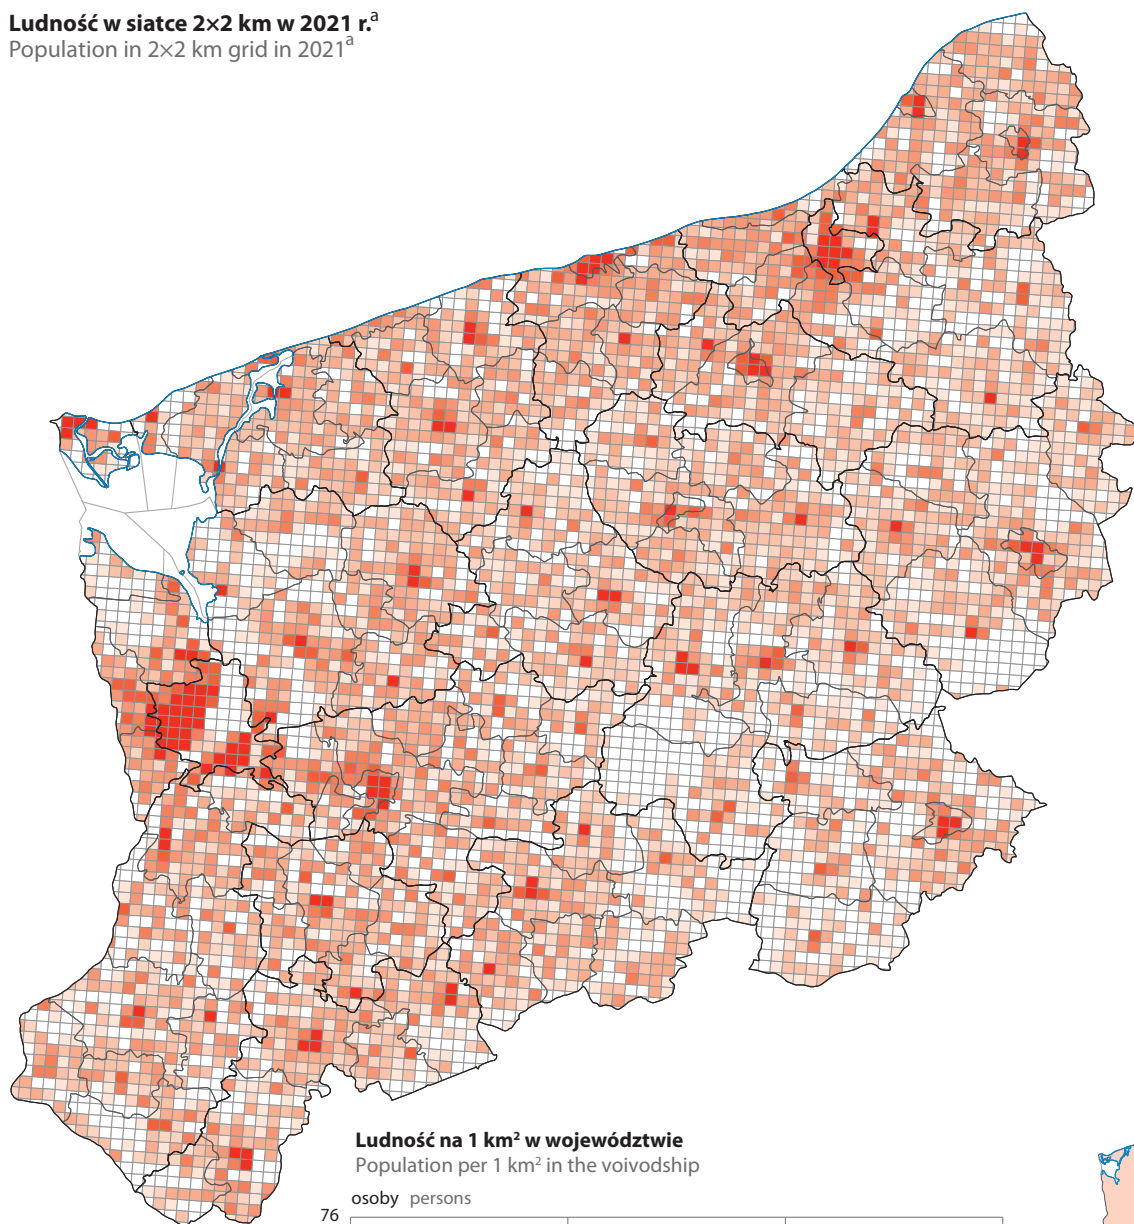 Ludność w siatce 2×2 km w 2021 r.ᵃ
Population in 2×2 km grid in 2021ᵃ
Ludność na 1 km² w województwie
Population per 1 km² in the voivodship
osoby persons
76